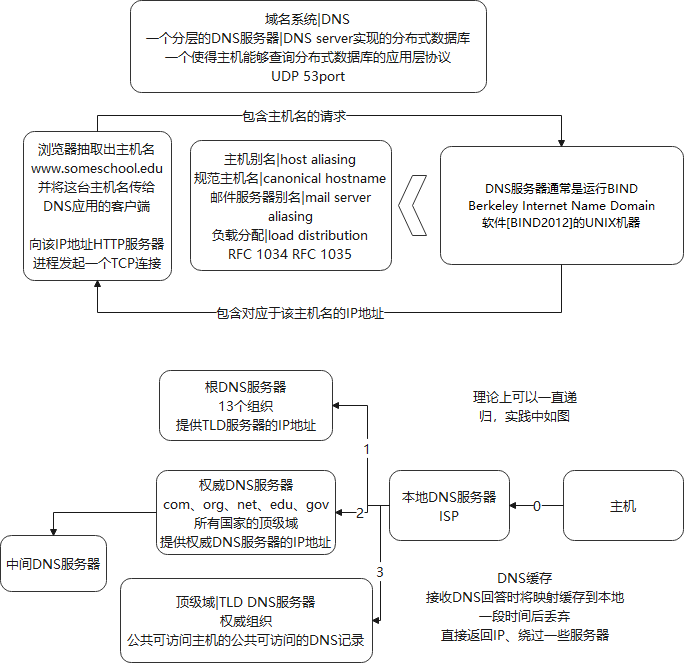 域名系统|DNS
一个分层的DNS服务器|DNS server实现的分布式数据库
一个使得主机能够查询分布式数据库的应用层协议
UDP 53port
包含主机名的请求
浏览器抽取出主机名
www.someschool.edu
并将这台主机名传给
DNS应用的客户端
向该IP地址HTTP服务器
进程发起一个TCP连接
主机别名|host aliasing
规范主机名|canonical hostname
邮件服务器别名|mail server
aliasing
负载分配|load distribution
RFC 1034 RFC 1035
DNS服务器通常是运行BIND
Berkeley Internet Name Domain
软件[BIND2012]的UNIX机器
包含对应于该主机名的IP地址
根DNS服务器
13个组织
提供TLD服务器的IP地址
理论上可以一直递
归，实践中如图
1
权威DNS服务器
com、org、net、edu、gov
所有国家的顶级域
提供权威DNS服务器的IP地址
2
本地DNS服务器
ISP
0
主机
中间DNS服务器
3
顶级域|TLD DNS服务器
权威组织
公共可访问主机的公共可访问的DNS记录
DNS缓存
接收DNS回答时将映射缓存到本地
一段时间后丢弃
直接返回IP、绕过一些服务器